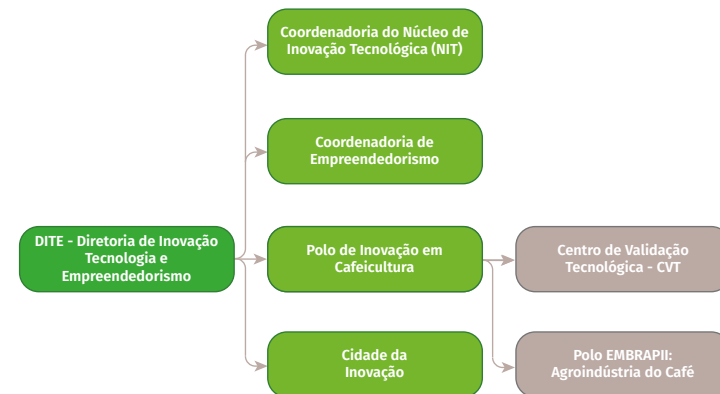 Coordenadoria do Núcleo de
Inovação Tecnológica (NIT)
Coordenadoria de
Empreendedorismo
DITE - Diretoria de Inovação
Tecnologia e
Empreendedorismo
Polo de Inovação em
Cafeicultura
Centro de Validação
Tecnológica - CVT
Cidade da
Inovação
Polo EMBRAPII:
Agroindústria do Café